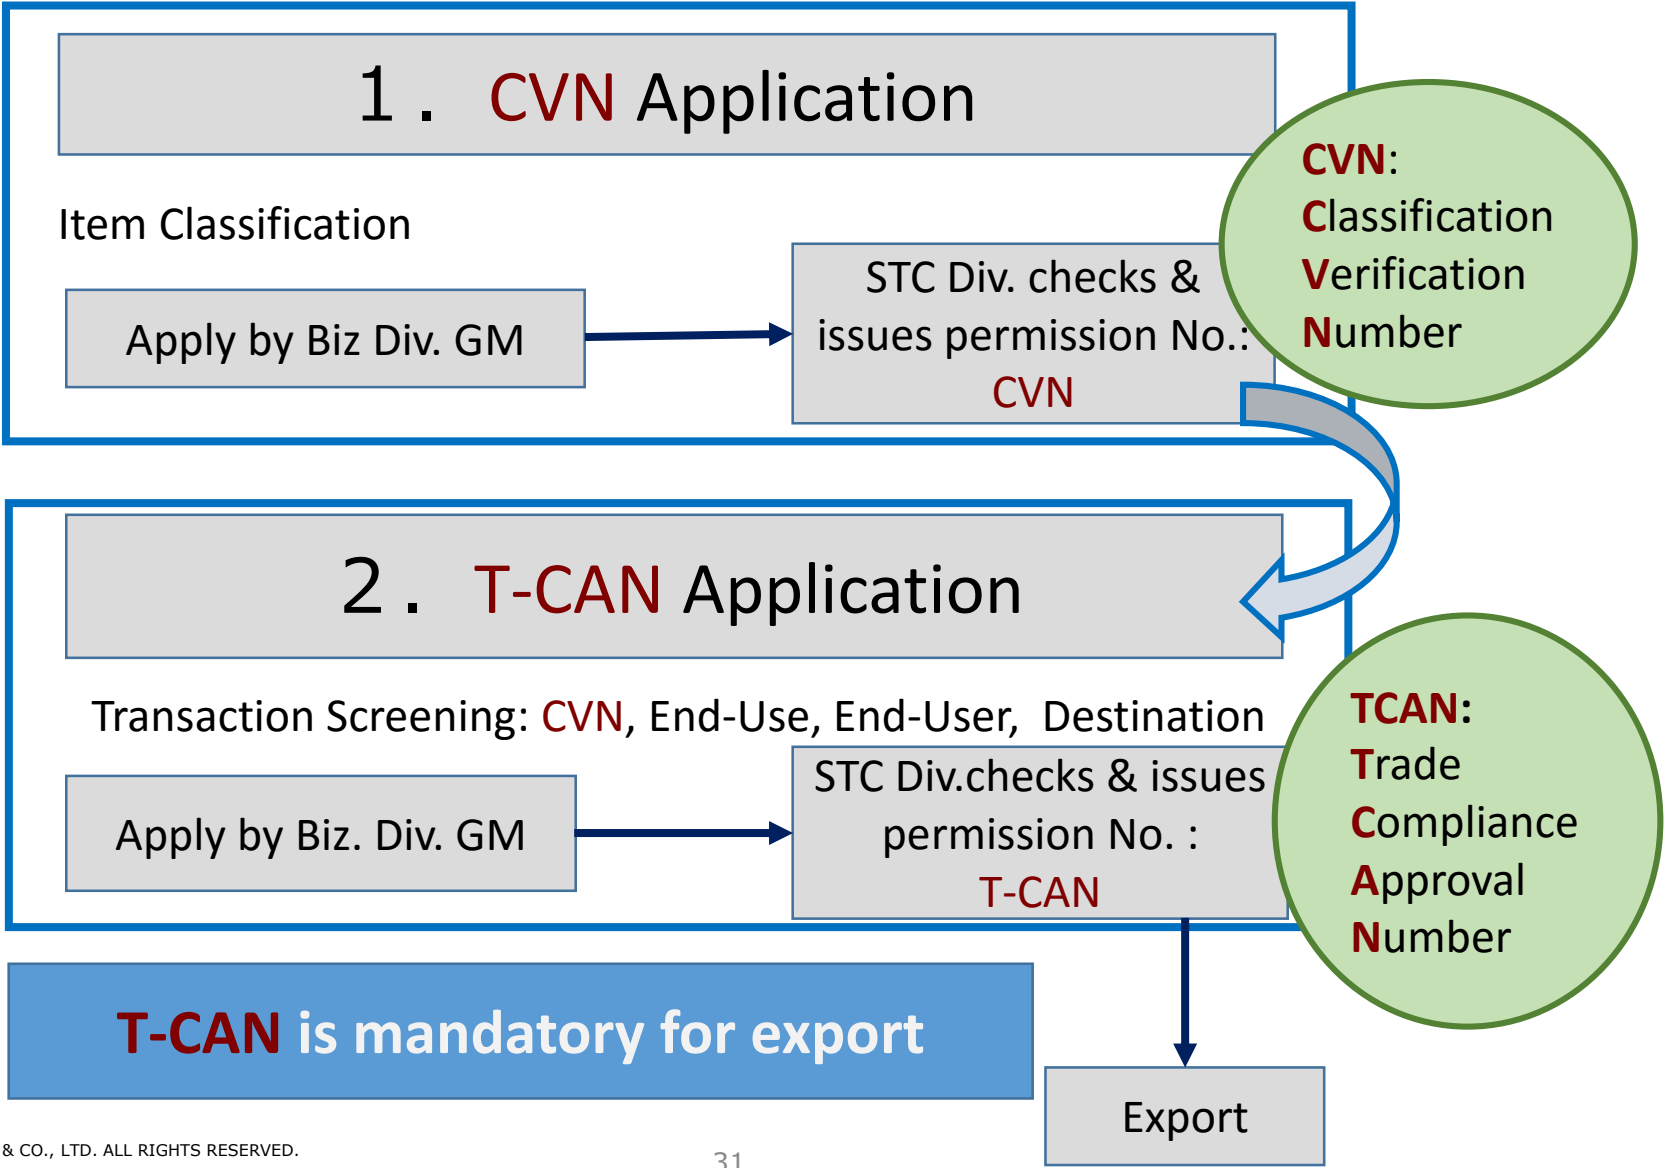 １．CVN Application
CVN:
Classification
Verification
Number
Item Classification
Apply by Biz Div. GM
STC Div. checks &
issues permission No.:
CVN
２．T-CAN Application
Transaction Screening: CVN, End-Use, End-User, Destination
Apply by Biz. Div. GM
STC Div.checks & issues
permission No. :
T-CAN
TCAN:
Trade
Compliance
Approval
Number
T-CAN is mandatory for export
Export
& CO., LTD. ALL RIGHTS RESERVED.
31